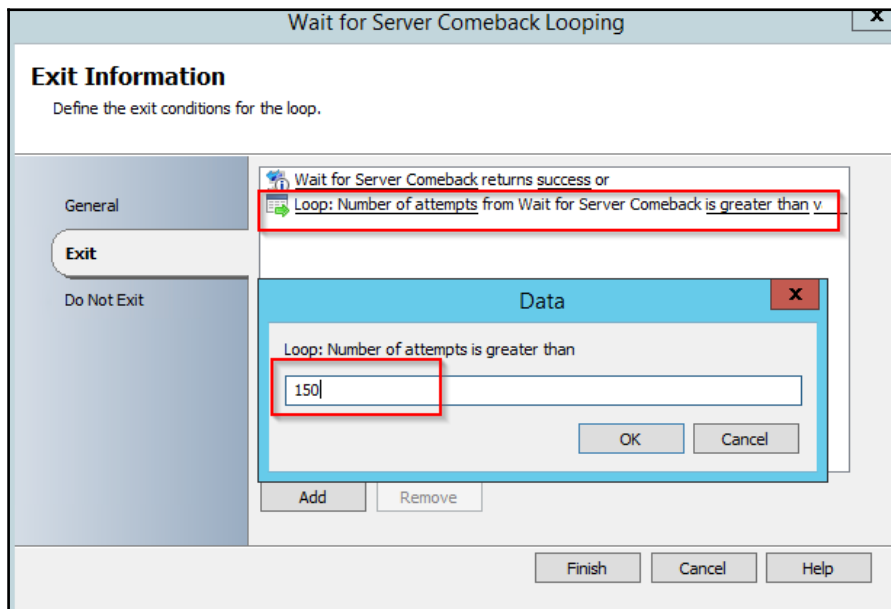 Wait for Server Comeback Looping
x
Exit Information
Define the exit conditions for the loop.
General
Exit
Do Not Exit
Wait for Server Comeback returns success or
Loop: Number of attempts from Wait for Server Comeback is greater than v
Data
x
Loop: Number of attempts is greater than
150
OK
Cancel
Add
Remove
Finish
Cancel
Help